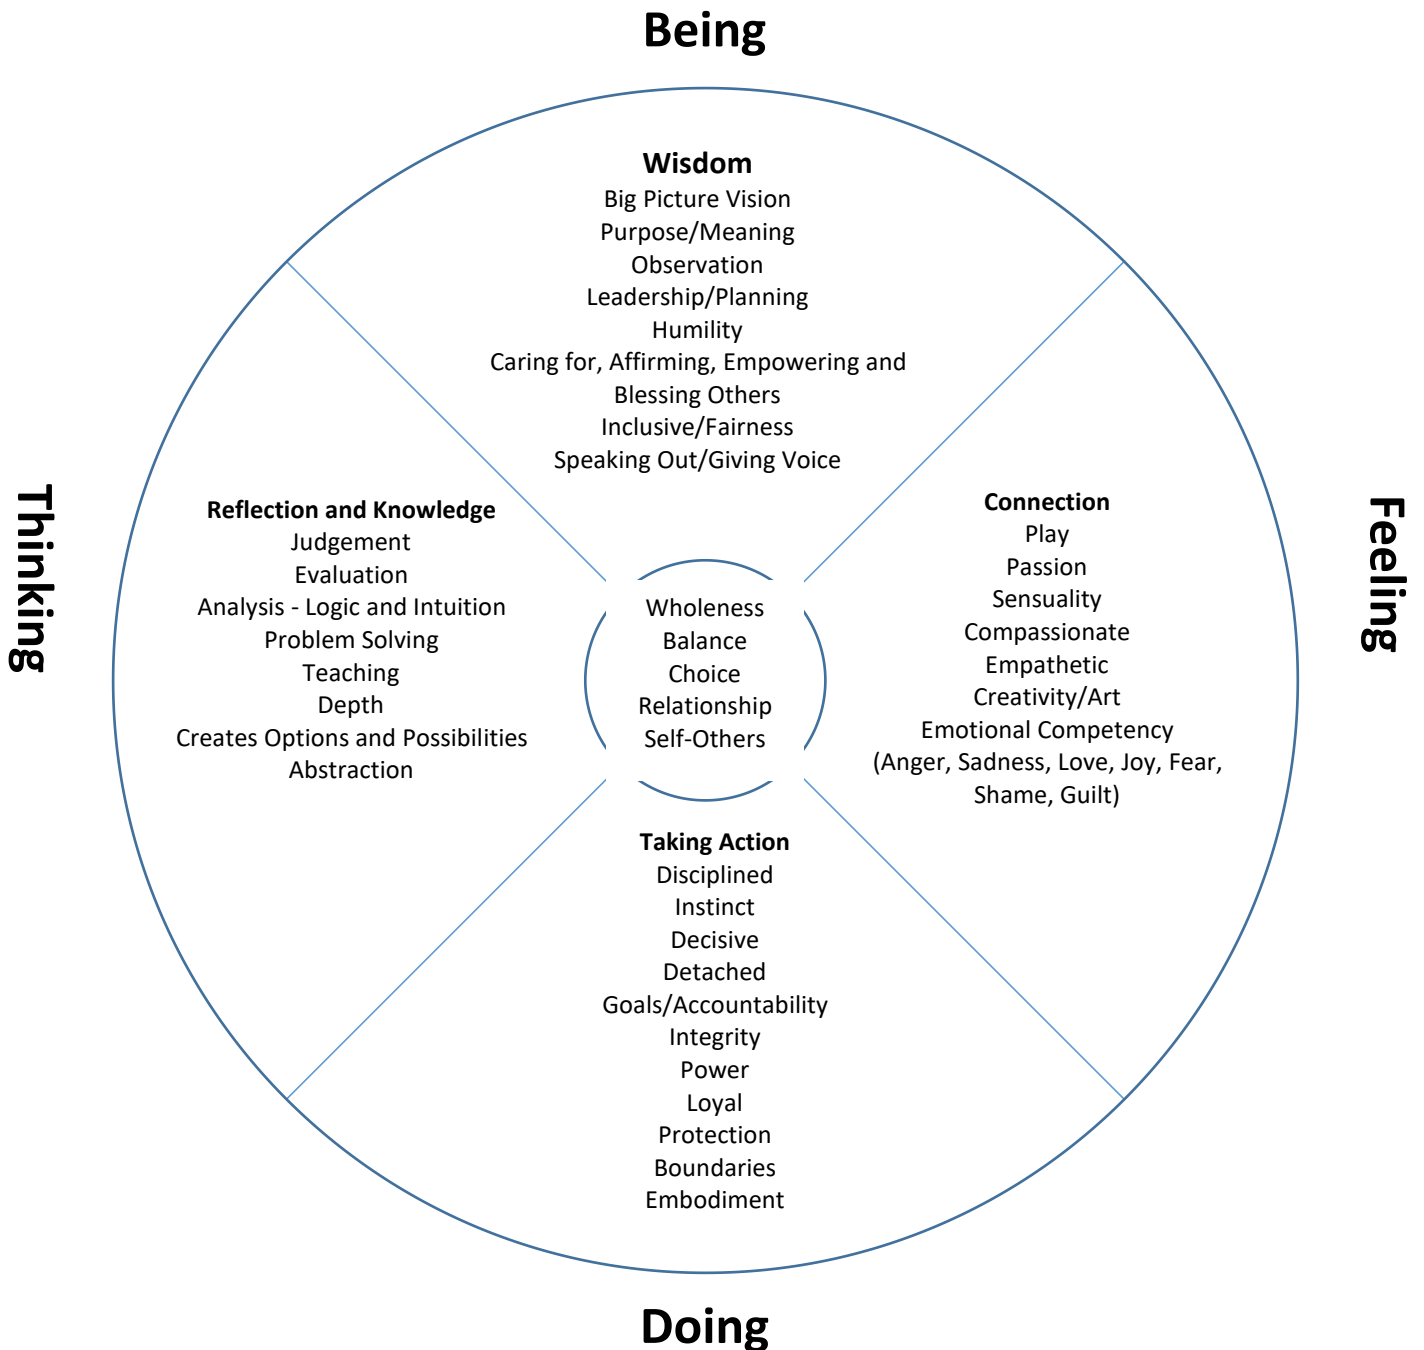 Being
Wisdom
Big Picture Vision
Purpose/Meaning
Observation
Leadership/Planning
Humility
Caring for, Affirming, Empowering and
Blessing Others
Inclusive/Fairness
Speaking Out/Giving Voice
Thinking
Reflection and Knowledge
Judgement
Evaluation
Analysis - Logic and Intuition
Problem Solving
Teaching
Depth
Creates Options and Possibilities
Abstraction
Wholeness
Balance
Choice
Relationship
Self-Others
Connection
Play
Passion
Sensuality
Compassionate
Empathetic
Creativity/Art
Emotional Competency
(Anger, Sadness, Love, Joy, Fear,
Shame, Guilt)
Feeling
Taking Action
Disciplined
Instinct
Decisive
Detached
Goals/Accountability
Integrity
Power
Loyal
Protection
Boundaries
Embodiment
Doing